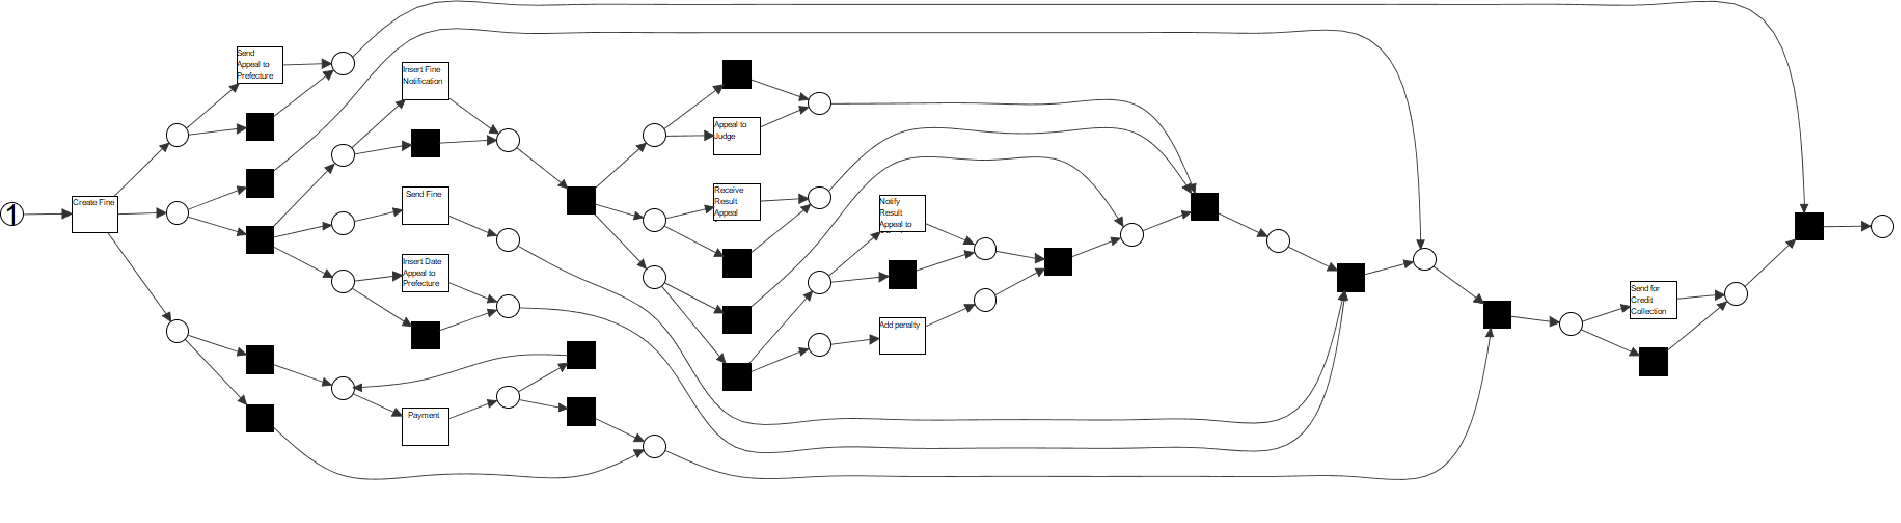 1
Create Fine
Send
Appeal to
Prefecture
Insert Fine
Notification
Send Fine
Insert Date
Appeal to
Prefecture
Payment
Appeal to
Judge
Receive
Result
Appeal
Notify
Result
Appeal to
Add penalty
Send for
Credit
Collection